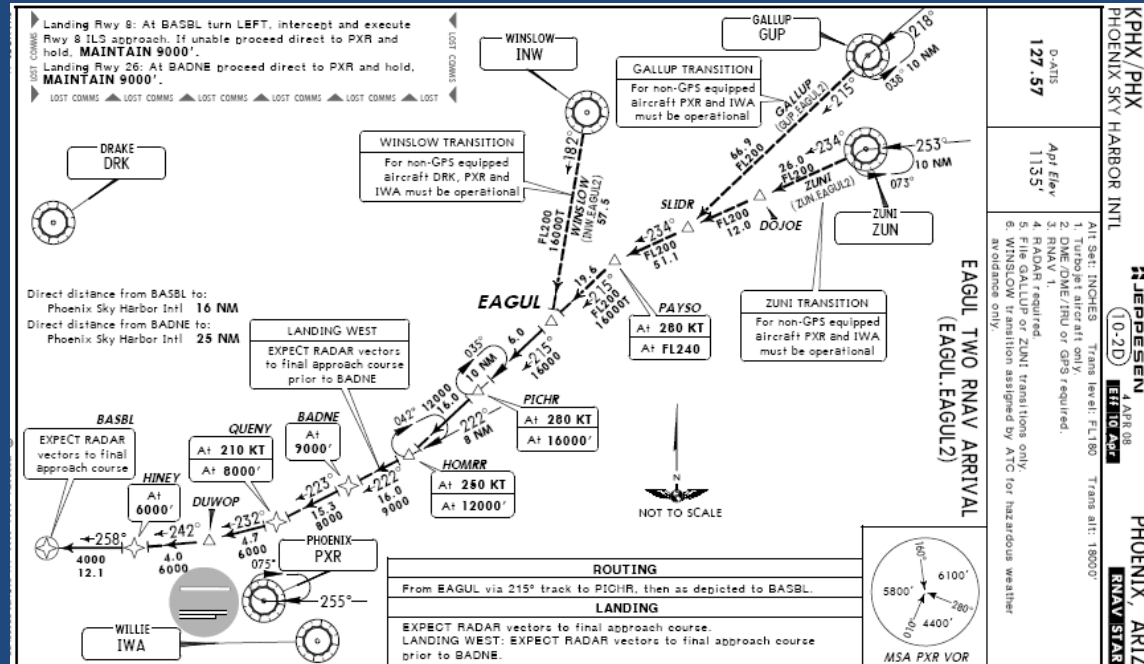 KPHX/PHX
PHOENIX SKY HARBOR INTL
JEPPESEN
10-2D
4 APR 08
Eff 10 Apr
PHOENIX, ARIZ
RNAV STAR
D-ATIS
127.57
Apt Elev
1135'
Alt Set: INCHES Trans level: FL180 Trans alt: 18000'
1. Turbojet aircraft only.
2. DME/DME/IRU or GPS required.
3. RNAV 1.
4. RADAR required.
5. File GALLUP or ZUNI transitions only.
6. WINSLOW transition assigned by ATC for hazardous weather
avoidance only.
EAGUL TWO RNAV ARRIVAL
(EAGUL.EAGUL2)
Landing Rwy 8: At BASBL turn LEFT, intercept and execute
Rwy 8 ILS approach. If unable proceed direct to PXR and
hold, MAINTAIN 9000'.
Landing Rwy 26: At BADNE proceed direct to PXR and hold,
MAINTAIN 9000'.
LOST COMMS LOST COMMS LOST COMMS LOST COMMS LOST COMMS LOST
LOST COMMS
LOST COMMS
WINSLOW
INW
GALLUP
GUP
218°
038° 10 NM
GALLUP TRANSITION
For non-GPS equipped
aircraft PXR and IWA
must be operational
215°
GALLUP
(GUP.EAGUL2)
66.9
FL200
DRAKE
DRK
WINSLOW TRANSITION
For non-GPS equipped
aircraft DRK, PXR and
IWA must be operational
182°
WINSLOW
(INW.EAGUL2)
57.5
FL200
16000T
253°
10 NM
073°
234°
26.0
FL200
ZUNI
(ZUN.EAGUL2)
ZUNI
ZUN
SLIDR
DOJOE
FL200
12.0
234°
FL200
51.1
PAYSO
At 280 KT
At FL240
ZUNI TRANSITION
For non-GPS equipped
aircraft PXR and IWA
must be operational
19.6
215°
FL200
16000T
EAGUL
Direct distance from BASBL to:
Phoenix Sky Harbor Intl 16 NM
Direct distance from BADNE to:
Phoenix Sky Harbor Intl 25 NM
LANDING WEST
EXPECT RADAR vectors
to final approach course
prior to BADNE
6.0
215°
16000
035°
10 NM
PICHR
At 280 KT
At 16000'
12000
16.0
042°
222°
8 NM
HOMRR
At 250 KT
At 12000'
BADNE
At
9000'
222°
16.0
9000
QUENY
At 210 KT
At 8000'
223°
15.3
8000
BASBL
EXPECT RADAR
vectors to final
approach course
HINEY
At
6000'
DUWOP
232°
4.7
6000
242°
4.0
6000
258°
4000
12.1
PHOENIX
PXR
075°
255°
WILLIE
IWA
N
NOT TO SCALE
ROUTING
From EAGUL via 215° track to PICHR, then as depicted to BASBL.
LANDING
EXPECT RADAR vectors to final approach course.
LANDING WEST: EXPECT RADAR vectors to final approach course
prior to BADNE.
160°
6100'
5800'
280°
4400'
010°
MSA PXR VOR